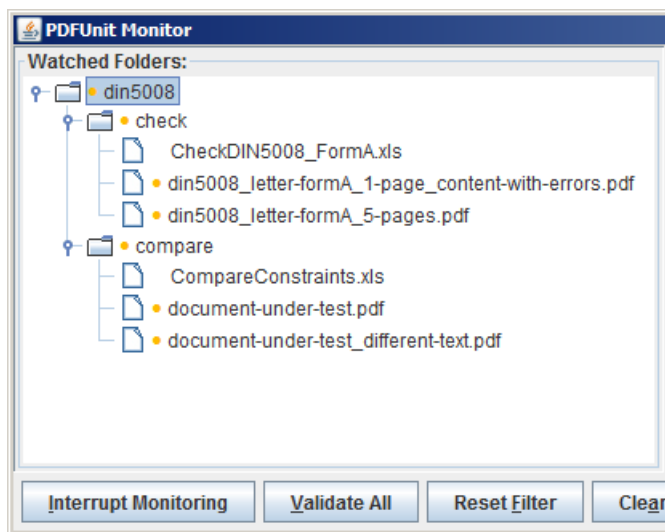 PDFUnit Monitor
Watched Folders:
din5008
check
CheckDIN5008_FormA.xls
din5008_letter-formA_1-page_content-with-errors.pdf
din5008_letter-formA_5-pages.pdf
compare
CompareConstraints.xls
document-under-test.pdf
document-under-test_different-text.pdf
Interrupt Monitoring Validate All Reset Filter Clear